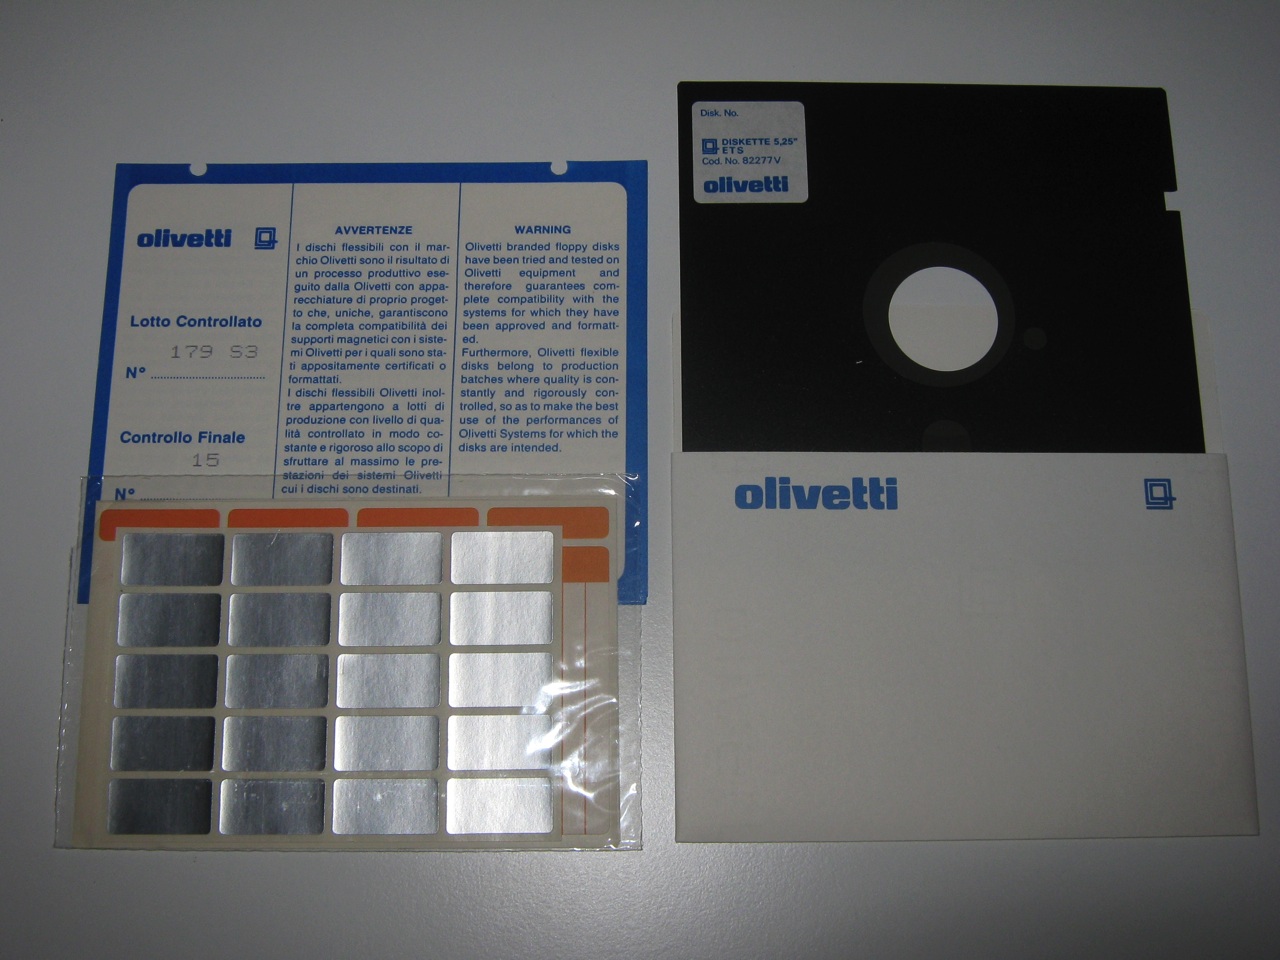 olivetti
Lotto Controllato
179 S3
N°
Controllo Finale
15
N°
AVVERTENZE
I dischi flessibili con il mar-
chio Olivetti sono il risultato di
un processo produttivo ese-
guito dalla Olivetti con appa-
recchiature di proprio proget-
to che, uniche, garantiscono
la completa compatibilità dei
supporti magnetici con i siste-
mi Olivetti per i quali sono sta-
ti appositamente certificati o
formattati.
I dischi flessibili Olivetti inol-
tre appartengono a lotti di
produzione con livello di qua-
lità controllato in modo co-
stante e rigoroso allo scopo di
sfruttare al massimo le pre-
stazioni dei sistemi Olivetti
cui i dischi sono destinati.
WARNING
Olivetti branded floppy disks
have been tried and tested on
Olivetti equipment and
therefore guarantees com-
plete compatibility with the
systems for which they have
been approved and formatt-
ed.
Furthermore, Olivetti flexible
disks belong to production
batches where quality is con-
stantly and rigorously con-
trolled, so as to make the best
use of the performances of
Olivetti Systems for which the
disks are intended.
Disk. No.
DISKETTE 5,25"
ETS
Cod. No. 82277V
olivetti
olivetti